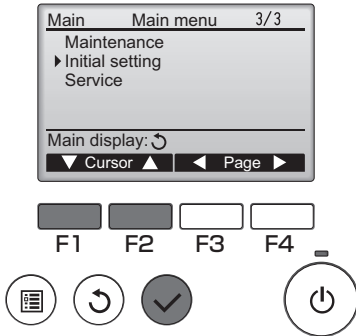 Main Main menu 3/3
Maintenance
Initial setting
Service
Main display:
Cursor Page
F1 F2 F3 F4